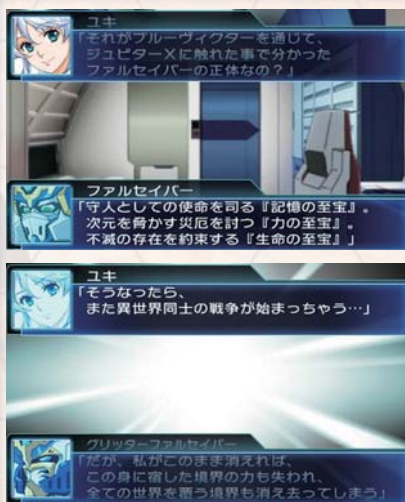 ユキ
「それがブルーヴィクターを通じて、
ジュピターXに触れた事で分かった
ファルセイバーの正体なの?」
ファルセイバー
「守人としての使命を司る『記憶の至宝』。
次元を脅かす災厄を討つ『力の至宝』。
不滅の存在を約束する『生命の至宝』」
ユキ
「そうなったら、
また異世界同士の戦争が始まっちゃう…」
グリッターファルセイバー
「だが、私がこのまま消えれば、
この身に宿した境界の力も失われ、
全ての世界を覆う境界も消え去ってしまう」